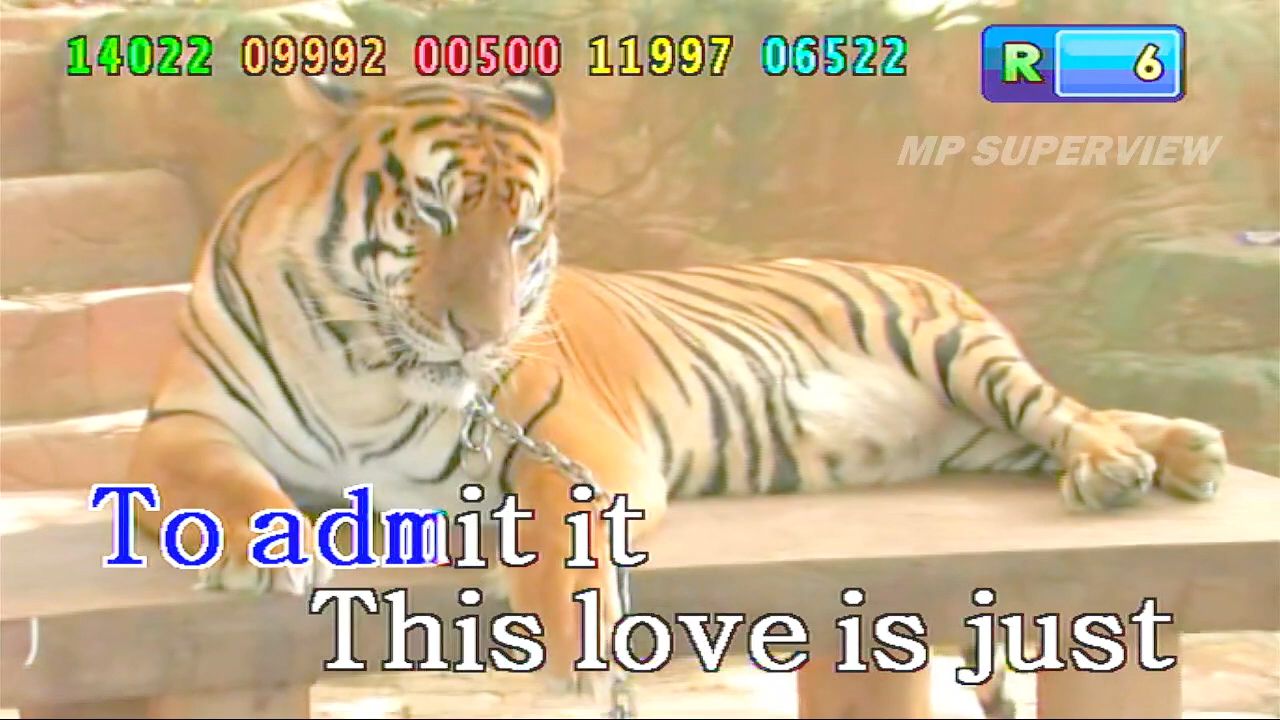 14022 09992 00500 11997 06522 R 6
MP SUPERVIEW
To admit it
This love is just